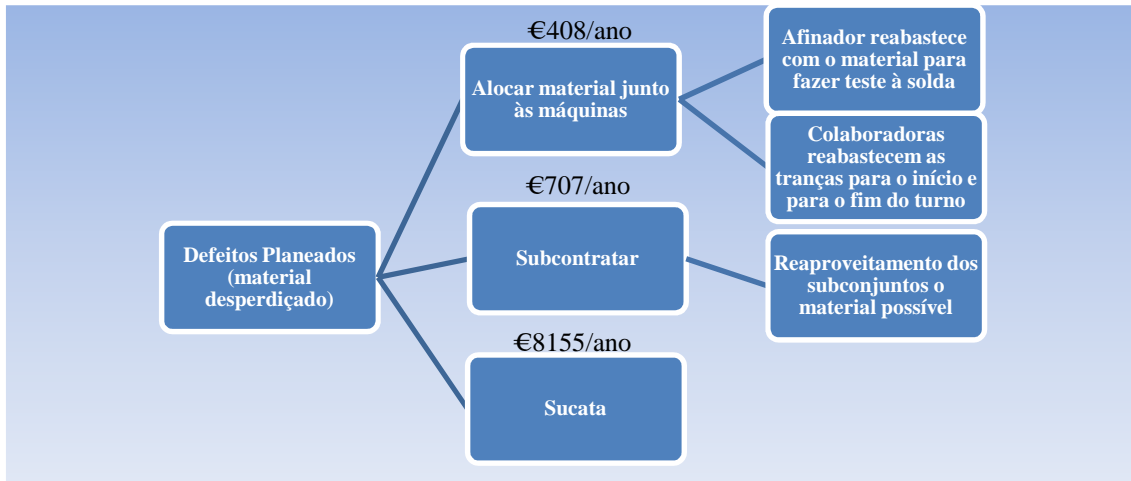 €408/ano
Alocar material junto
às máquinas
Afinador reabastece
com o material para
fazer teste à solda
Colaboradoras
reabastecem as
tranças para o início e
para o fim do turno
Defeitos Planeados
(material
desperdiçado)
€707/ano
Subcontratar
Reaproveitamento dos
subconjuntos o
material possível
€8155/ano
Sucata